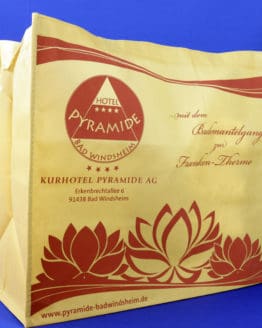 HOTEL
****
PYRAMIDE
BAD WINDSHEIM
****
KURHOTEL PYRAMIDE AG
Erkenbrechtallee 6
91438 Bad Windsheim
...mit dem
Bademantelgang
zur
Franken-Therme
www.pyramide-badwindsheim.de